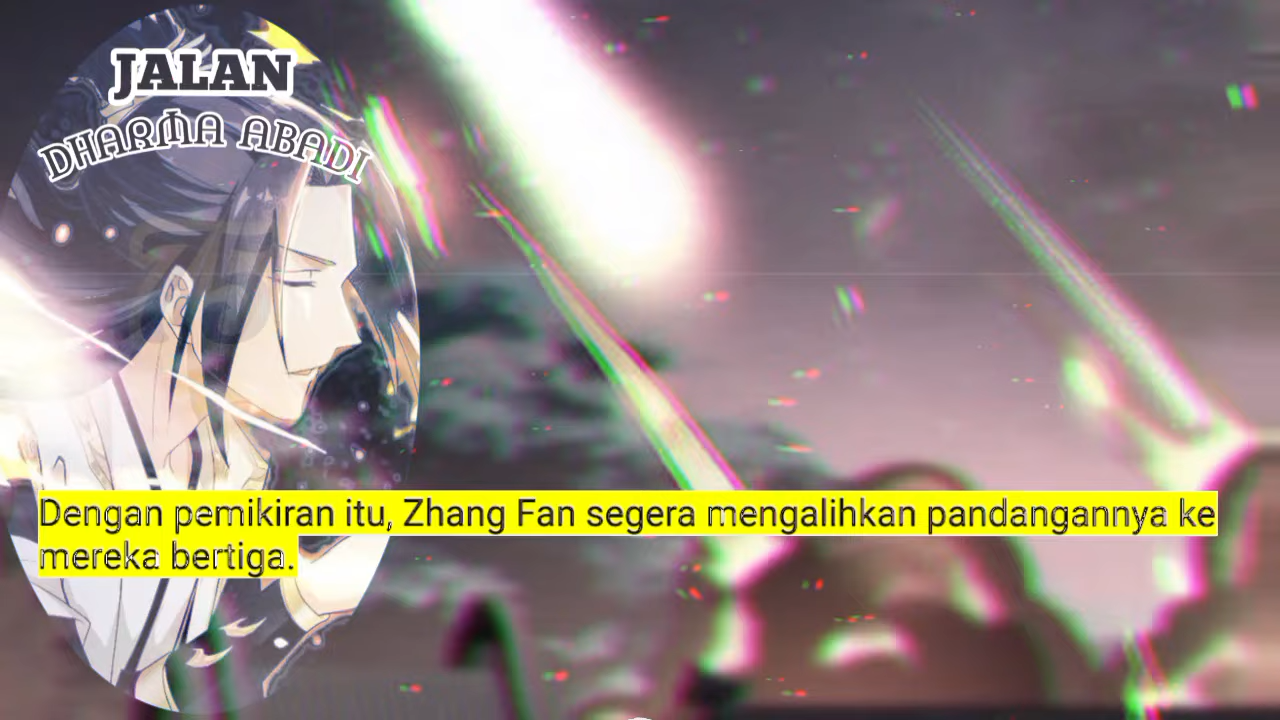 JALAN
DHARMA ABADI
Dengan pemikiran itu, Zhang Fan segera mengalihkan pandangannya ke
mereka bertiga.